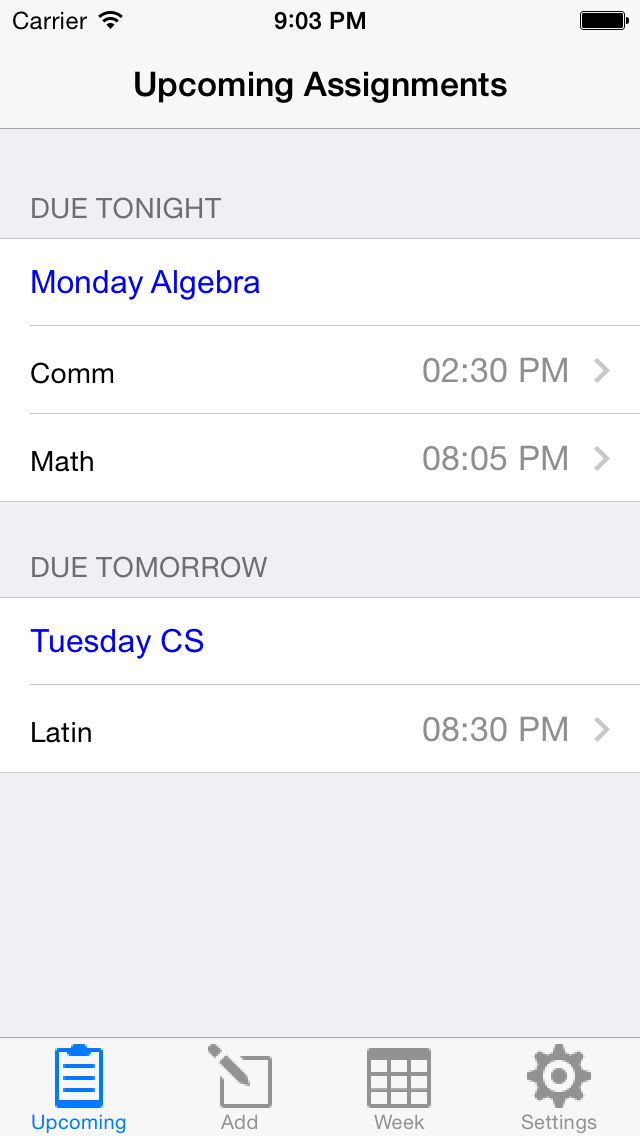 Carrier 9:03 PM
Upcoming Assignments
DUE TONIGHT
Monday Algebra
Comm 02:30 PM
Math 08:05 PM
DUE TOMORROW
Tuesday CS
Latin 08:30 PM
Upcoming Add Week Settings